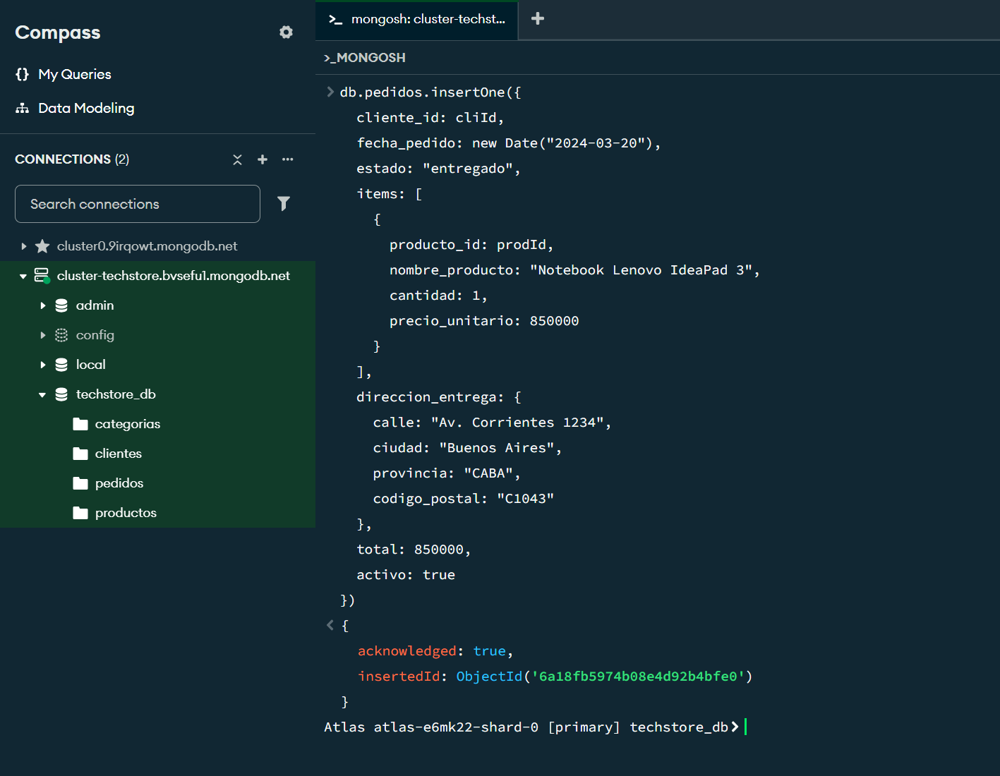 Compass
My Queries
Data Modeling
CONNECTIONS (2)
Search connections
cluster0.9irqowt.mongodb.net
cluster-techstore.bvsefu1.mongodb.net
admin
config
local
techstore_db
categorias
clientes
pedidos
productos
mongosh: cluster-techst...
>_MONGOSH
db.pedidos.insertOne({
cliente_id: cliId,
fecha_pedido: new Date("2024-03-20"),
estado: "entregado",
items: [
{
producto_id: prodId,
nombre_producto: "Notebook Lenovo IdeaPad 3",
cantidad: 1,
precio_unitario: 850000
}
],
direccion_entrega: {
calle: "Av. Corrientes 1234",
ciudad: "Buenos Aires",
provincia: "CABA",
codigo_postal: "C1043"
},
total: 850000,
activo: true
})
{
acknowledged: true,
insertedId: ObjectId('6a18fb5974b08e4d92b4bfe0')
}
Atlas atlas-e6mk22-shard-0 [primary] techstore_db>